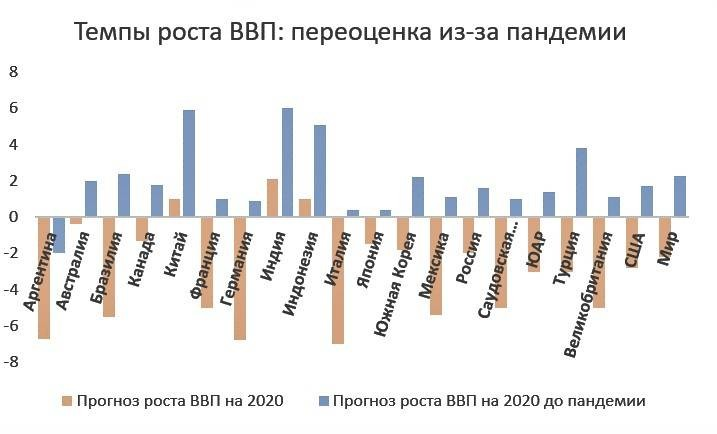 Темпы роста ВВП: переоценка из-за пандемии
8
6
4
2
0
-2
-4
-6
-8
Аргентина
Австралия
Бразилия
Канада
Китай
Франция
Германия
Индия
Индонезия
Италия
Япония
Южная Корея
Мексика
Россия
Саудовская...
ЮАР
Турция
Великобритания
США
Мир
Прогноз роста ВВП на 2020 Прогноз роста ВВП на 2020 до пандемии